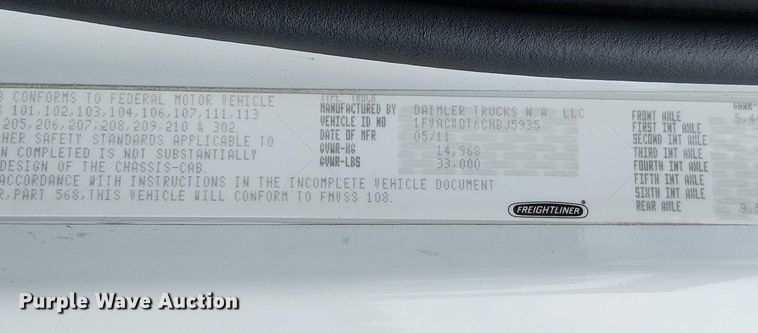 CONFORMS TO FEDERAL MOTOR VEHICLE
101,102,103,104,106,107,111,113
205,206,207,208,209,210 & 302.
HER SAFETY STANDARDS APPLICABLE TO
N COMPLETED IS NOT SUBSTANTIALLY
DESIGN OF THE CHASSIS-CAB.
ACCORDANCE WITH INSTRUCTIONS IN THE INCOMPLETE VEHICLE DOCUMENT
R,PART 568,THIS VEHICLE WILL CONFORM TO FMVSS 108.
TYPE TRUCK
MANUFACTURED BY DAIMLER TRUCKS N.A. LLC
VEHICLE ID NO 1FVACXDT6CHBJ5935
DATE OF MFR 05/11
GVWR-KG 14,968
GVWR-LBS 33,000
FRONT AXLE 5,4
FIRST INT AXLE
SECOND INT AXLE
THIRD INT AXLE
FOURTH INT AXLE
FIFTH INT AXLE
SIXTH INT AXLE
REAR AXLE 9,5
FREIGHTLINER
Purple Wave Auction